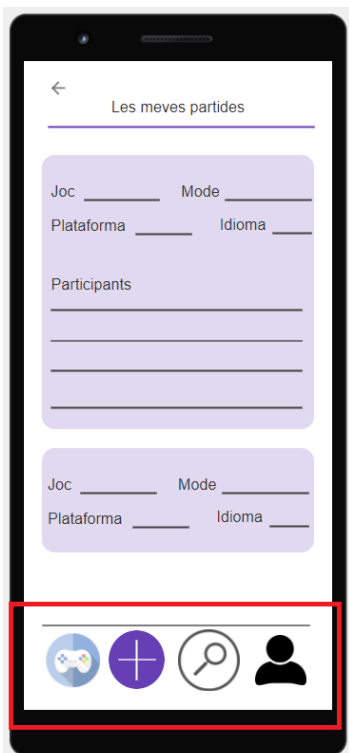 Les meves partides
Joc Mode
Plataforma Idioma
Participants
Joc Mode
Plataforma Idioma